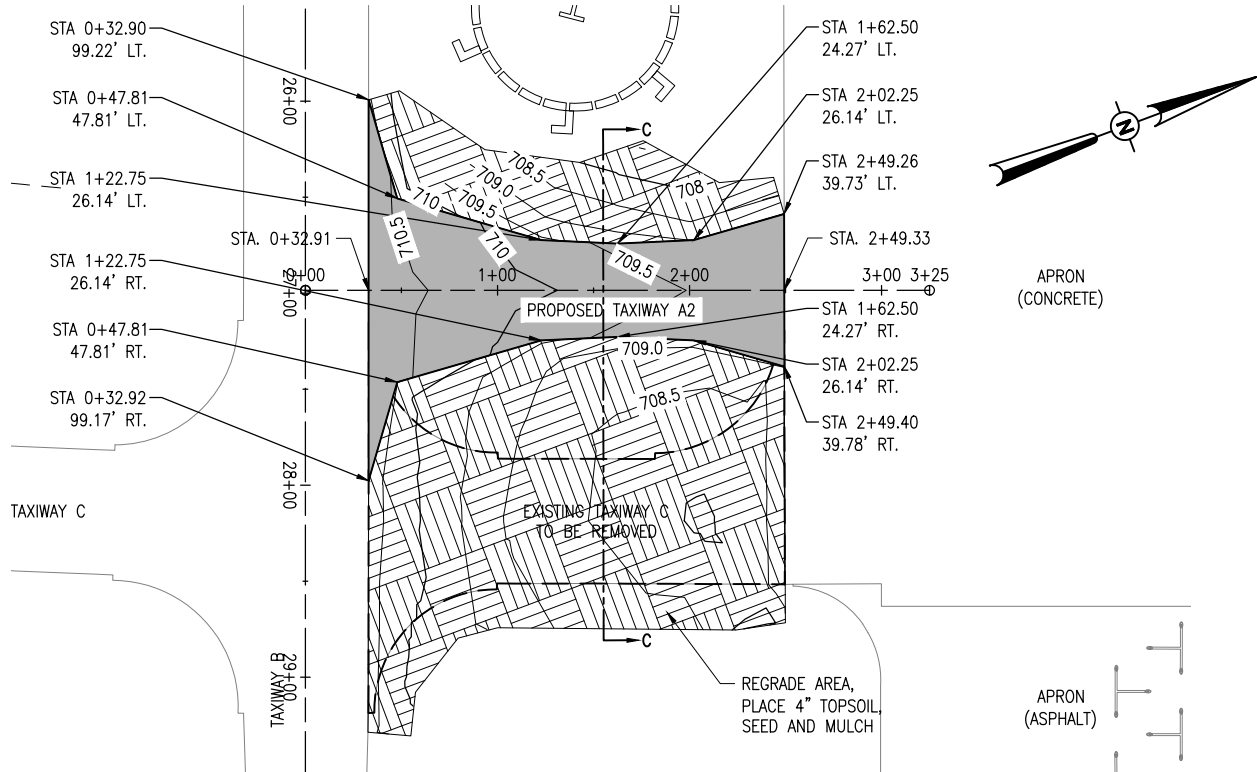 STA 0+32.90
99.22' LT.
STA 0+47.81
47.81' LT.
STA 1+22.75
26.14' LT.
STA. 0+32.91
STA 1+22.75
26.14' RT.
STA 0+47.81
47.81' RT.
STA 0+32.92
99.17' RT.
STA 1+62.50
24.27' LT.
STA 2+02.25
26.14' LT.
STA 2+49.26
39.73' LT.
STA. 2+49.33
STA 1+62.50
24.27' RT.
STA 2+02.25
26.14' RT.
STA 2+49.40
39.78' RT.
N
C
C
26+00
27+00
28+00
29+00
1+00
2+00
3+00
3+25
708.5
709.0
709.5
710
708
710.5
710
709.5
709.0
708.5
PROPOSED TAXIWAY A2
APRON
(CONCRETE)
TAXIWAY C
EXISTING TAXIWAY C
TO BE REMOVED
TAXIWAY B
REGRADE AREA,
PLACE 4" TOPSOIL,
SEED AND MULCH
APRON
(ASPHALT)